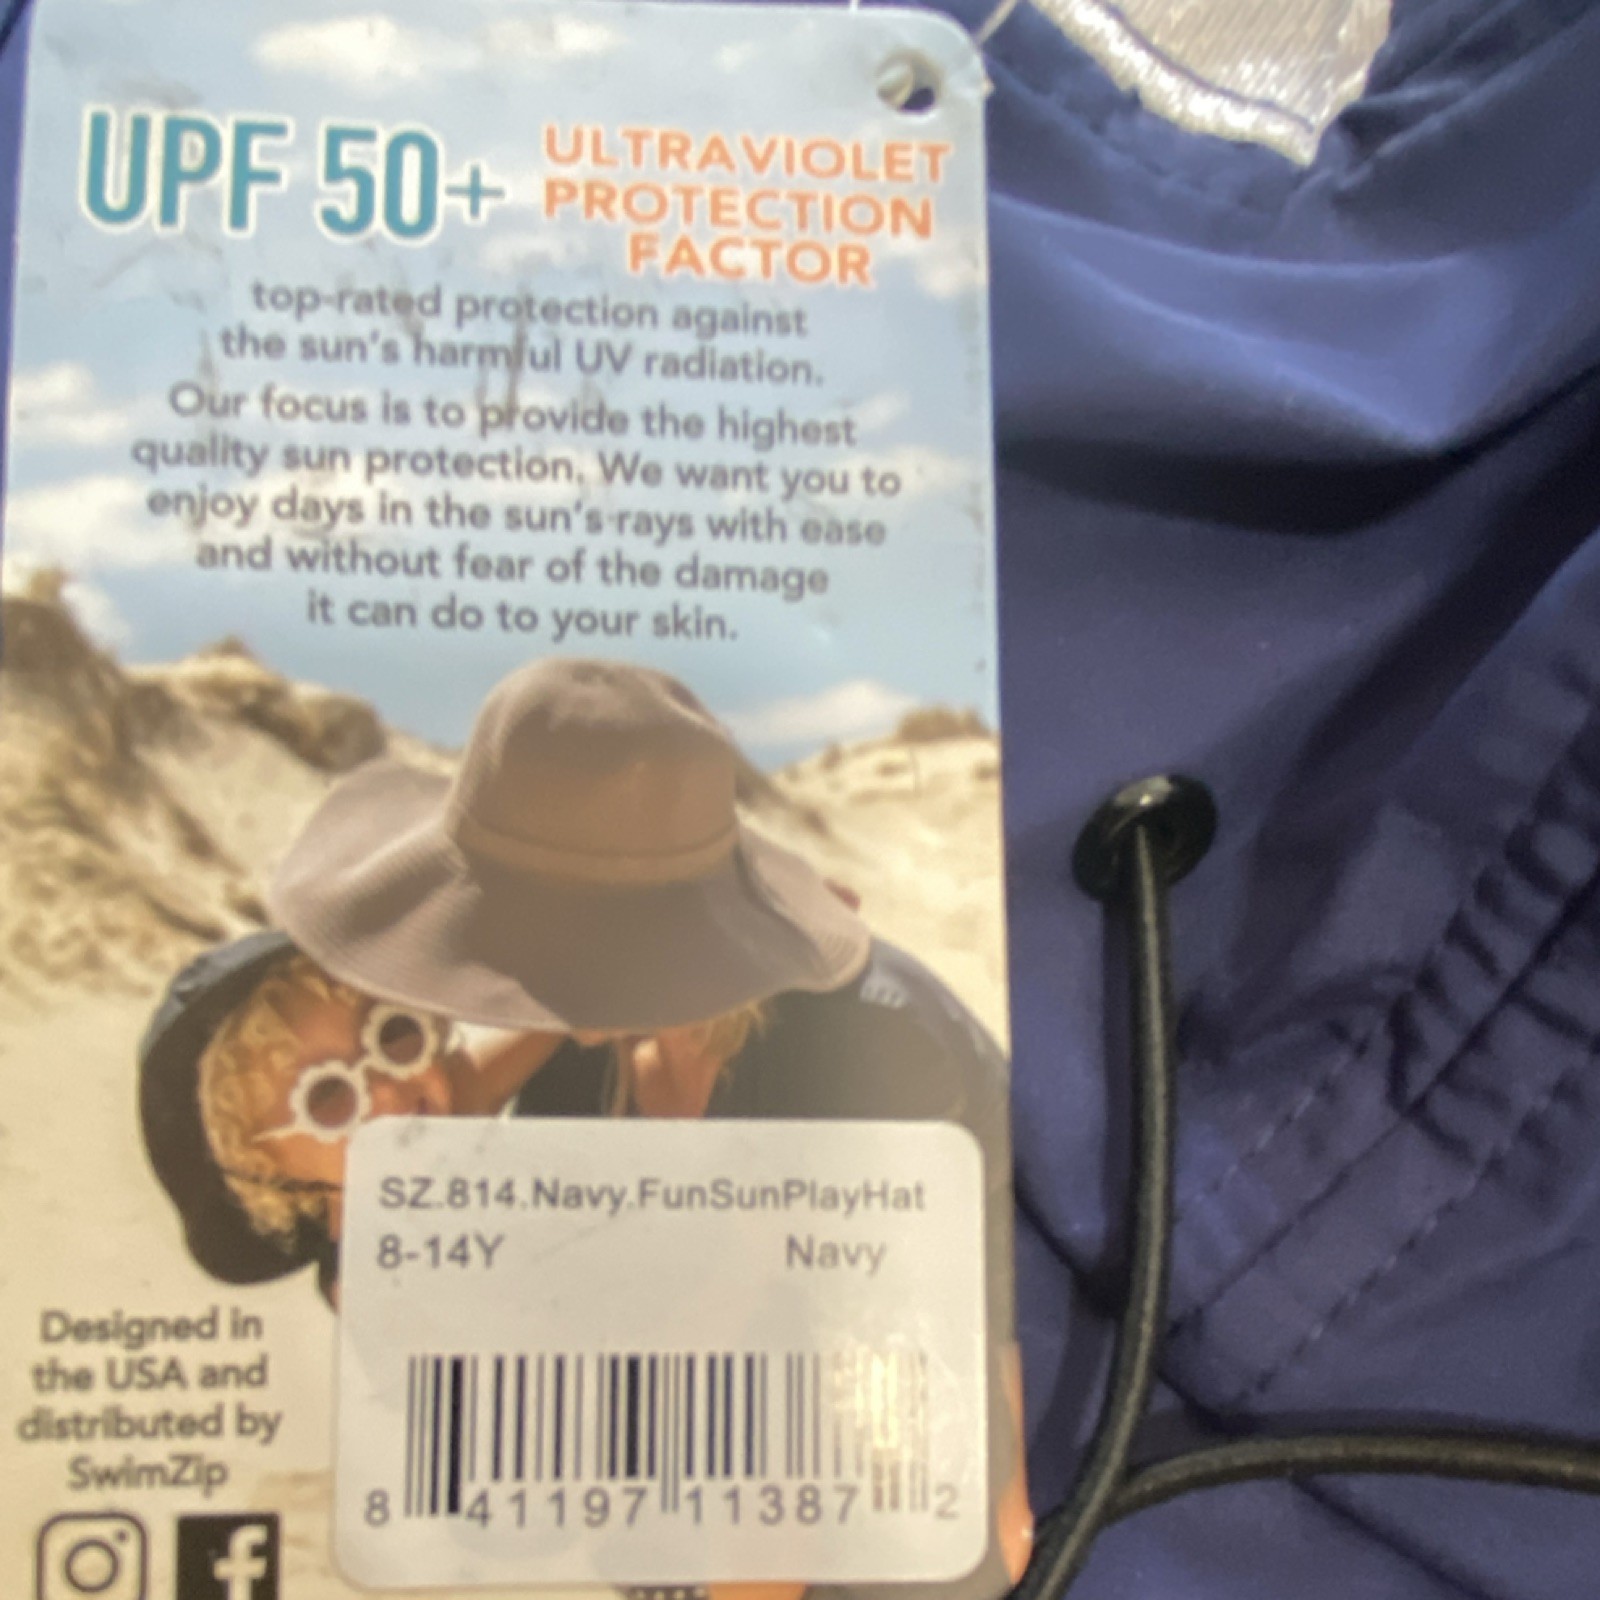 UPF 50+
ULTRAVIOLET
PROTECTION
FACTOR
top-rated protection against
the sun's harmful UV radiation.
Our focus is to provide the highest
quality sun protection. We want you to
enjoy days in the sun's rays with ease
and without fear of the damage
it can do to your skin.
SZ.814.Navy.FunSunPlayHat
8-14Y Navy
8 41197 11387 2
Designed in
the USA and
distributed by
SwimZip